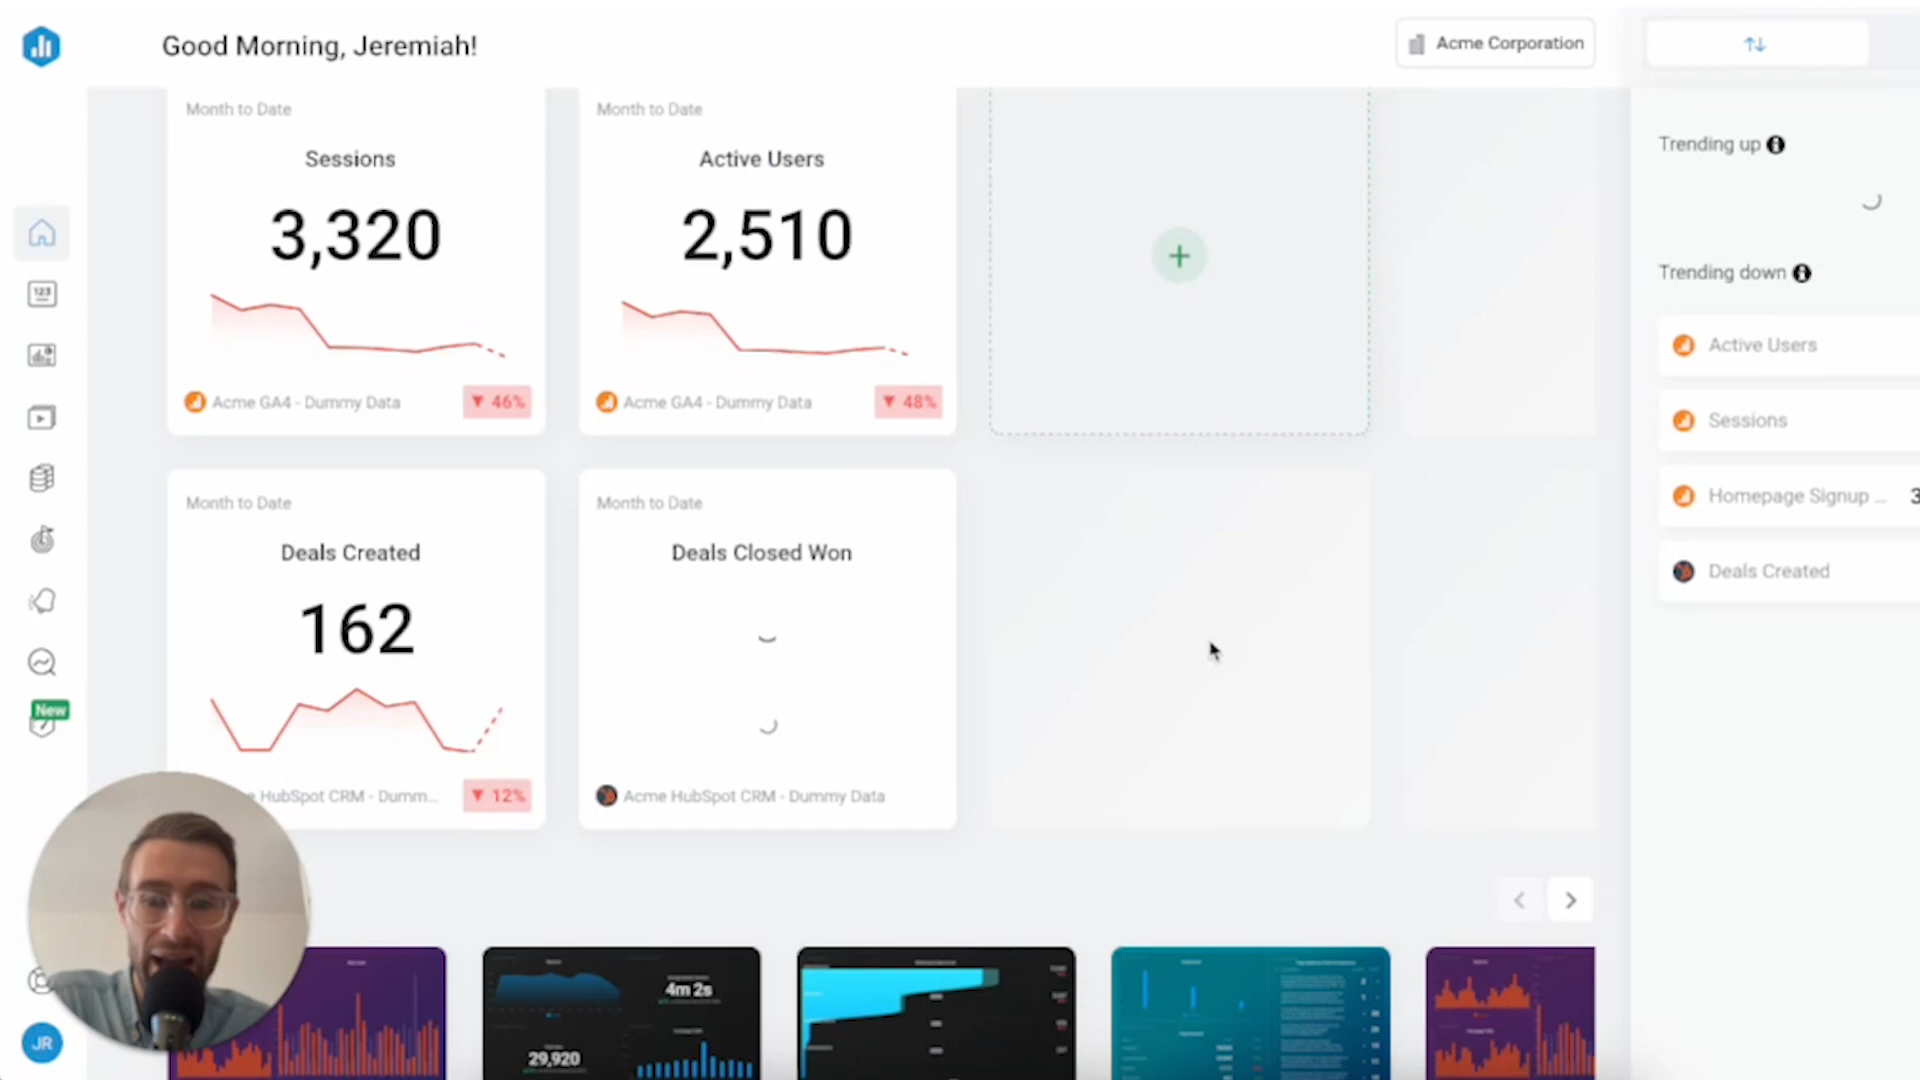 Good Morning, Jeremiah!
Acme Corporation
Month to Date
Sessions
3,320
Acme GA4 - Dummy Data
▼ 46%
Month to Date
Active Users
2,510
Acme GA4 - Dummy Data
▼ 48%
+
Month to Date
Deals Created
162
HubSpot CRM - Dumm...
▼ 12%
Month to Date
Deals Closed Won
Acme HubSpot CRM - Dummy Data
Trending up
Trending down
Active Users
Sessions
Homepage Signup ...
3
Deals Created
123
New
JR
4m 2s
29,920